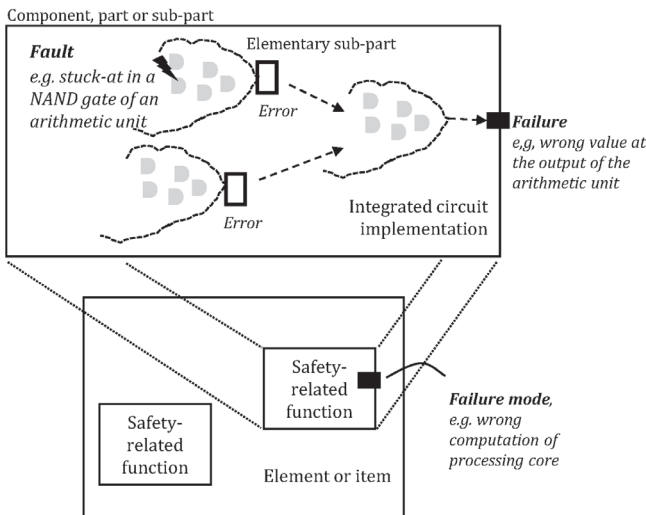 Component, part or sub-part
Fault
e.g. stuck-at in a
NAND gate of an
arithmetic unit
Elementary sub-part
Error
Error
Failure
e,g, wrong value at
the output of the
arithmetic unit
Integrated circuit
implementation
Safety-
related
function
Safety-
related
function
Element or item
Failure mode,
e.g. wrong
computation of
processing core